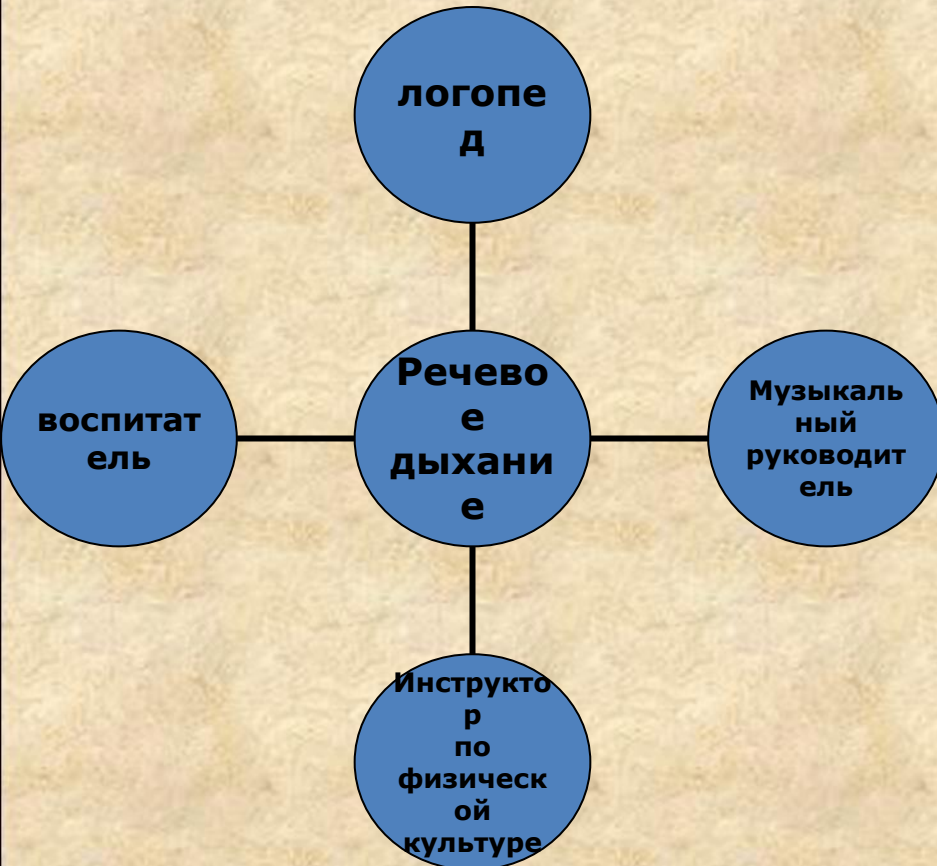 логопе
д
воспитат
ель
Речево
е
дыхани
е
Музыкаль
ный
руководит
ель
Инструкто
р
по
физическ
ой
культуре